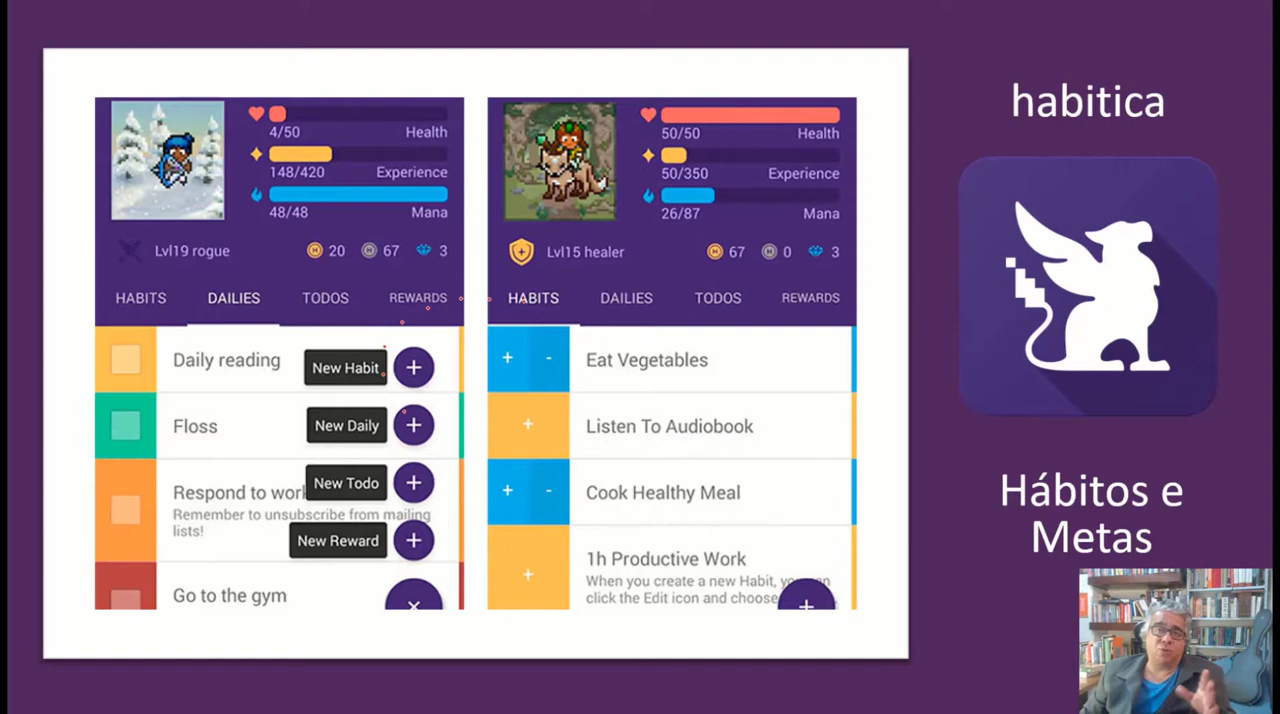 habitica
Hábitos e
Metas
4/50 Health
148/420 Experience
48/48 Mana
Lvl19 rogue 20 67 3
HABITS DAILIES TODOS REWARDS
Daily reading
New Habit +
Floss
New Daily +
Respond to work
New Todo +
Remember to unsubscribe from mailing
lists!
New Reward +
Go to the gym
50/50 Health
50/350 Experience
26/87 Mana
Lvl15 healer 67 0 3
HABITS DAILIES TODOS REWARDS
+ - Eat Vegetables
+ Listen To Audiobook
+ - Cook Healthy Meal
1h Productive Work
+ When you create a new Habit, you can
click the Edit icon and choose
+